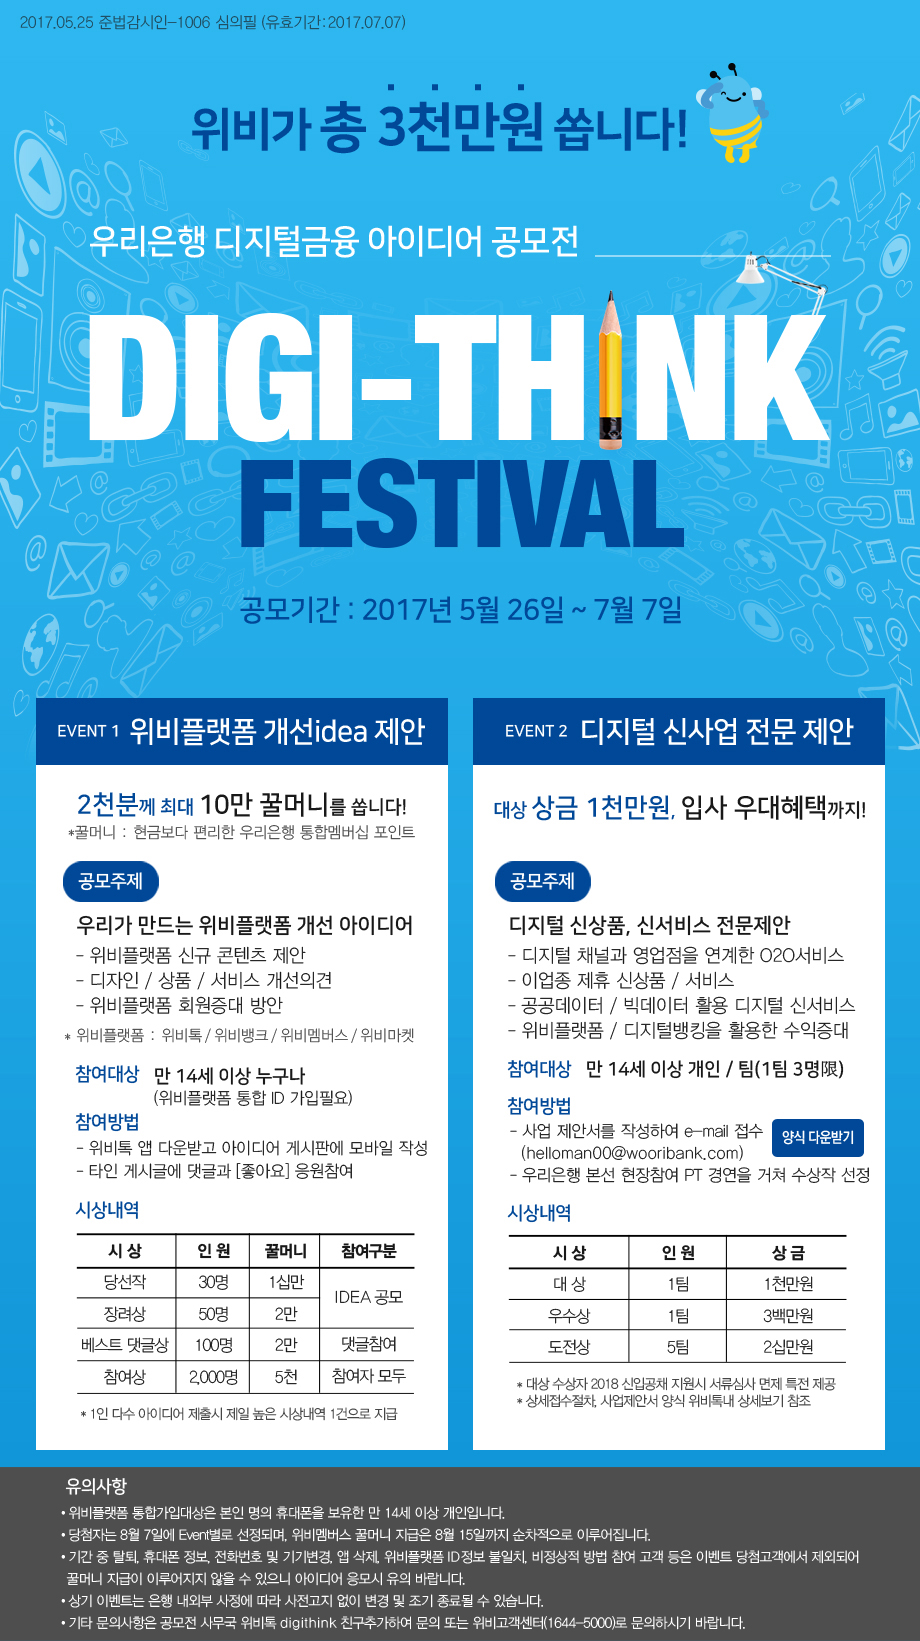 2017.05.25 준법감시인-1006 심의필 (유효기간:2017.07.07)
위비가 총 3천만원 쏩니다!
우리은행 디지털금융 아이디어 공모전
DIGI-THINK
FESTIVAL
공모기간 : 2017년 5월 26일 ~ 7월 7일
EVENT 1 위비플랫폼 개선idea 제안
2천분께 최대 10만 꿀머니를 쏩니다!
*꿀머니 : 현금보다 편리한 우리은행 통합멤버십 포인트
공모주제
우리가 만드는 위비플랫폼 개선 아이디어
- 위비플랫폼 신규 콘텐츠 제안
- 디자인 / 상품 / 서비스 개선의견
- 위비플랫폼 회원증대 방안
* 위비플랫폼 : 위비톡 / 위비뱅크 / 위비멤버스 / 위비마켓
참여대상 만 14세 이상 누구나
(위비플랫폼 통합 ID 가입필요)
참여방법
- 위비톡 앱 다운받고 아이디어 게시판에 모바일 작성
- 타인 게시글에 댓글과 [좋아요] 응원참여
시상내역
시 상 인 원 꿀머니 참여구분
당선작 30명 1십만 IDEA 공모
장려상 50명 2만
베스트 댓글상 100명 2만 댓글참여
참여상 2,000명 5천 참여자 모두
* 1인 다수 아이디어 제출시 제일 높은 시상내역 1건으로 지급
EVENT 2 디지털 신사업 전문 제안
대상 상금 1천만원, 입사 우대혜택까지!
공모주제
디지털 신상품, 신서비스 전문제안
- 디지털 채널과 영업점을 연계한 O2O서비스
- 이업종 제휴 신상품 / 서비스
- 공공데이터 / 빅데이터 활용 디지털 신서비스
- 위비플랫폼 / 디지털뱅킹을 활용한 수익증대
참여대상 만 14세 이상 개인 / 팀(1팀 3명限)
참여방법
- 사업 제안서를 작성하여 e-mail 접수
(helloman00@wooribank.com)
양식 다운받기
- 우리은행 본선 현장참여 PT 경연을 거쳐 수상작 선정
시상내역
시 상 인 원 상 금
대 상 1팀 1천만원
우수상 1팀 3백만원
도전상 5팀 2십만원
* 대상 수상자 2018 신입공채 지원시 서류심사 면제 특전 제공
* 상세접수절차, 사업제안서 양식 위비톡내 상세보기 참조
유의사항
• 위비플랫폼 통합가입대상은 본인 명의 휴대폰을 보유한 만 14세 이상 개인입니다.
• 당첨자는 8월 7일에 Event별로 선정되며, 위비멤버스 꿀머니 지급은 8월 15일까지 순차적으로 이루어집니다.
• 기간 중 탈퇴, 휴대폰 정보, 전화번호 및 기기변경, 앱 삭제, 위비플랫폼 ID정보 불일치, 비정상적 방법 참여 고객 등은 이벤트 당첨고객에서 제외되어
꿀머니 지급이 이루어지지 않을 수 있으니 아이디어 응모시 유의 바랍니다.
• 상기 이벤트는 은행 내외부 사정에 따라 사전고지 없이 변경 및 조기 종료될 수 있습니다.
• 기타 문의사항은 공모전 사무국 위비톡 digithink 친구추가하여 문의 또는 위비고객센터(1644-5000)로 문의하시기 바랍니다.